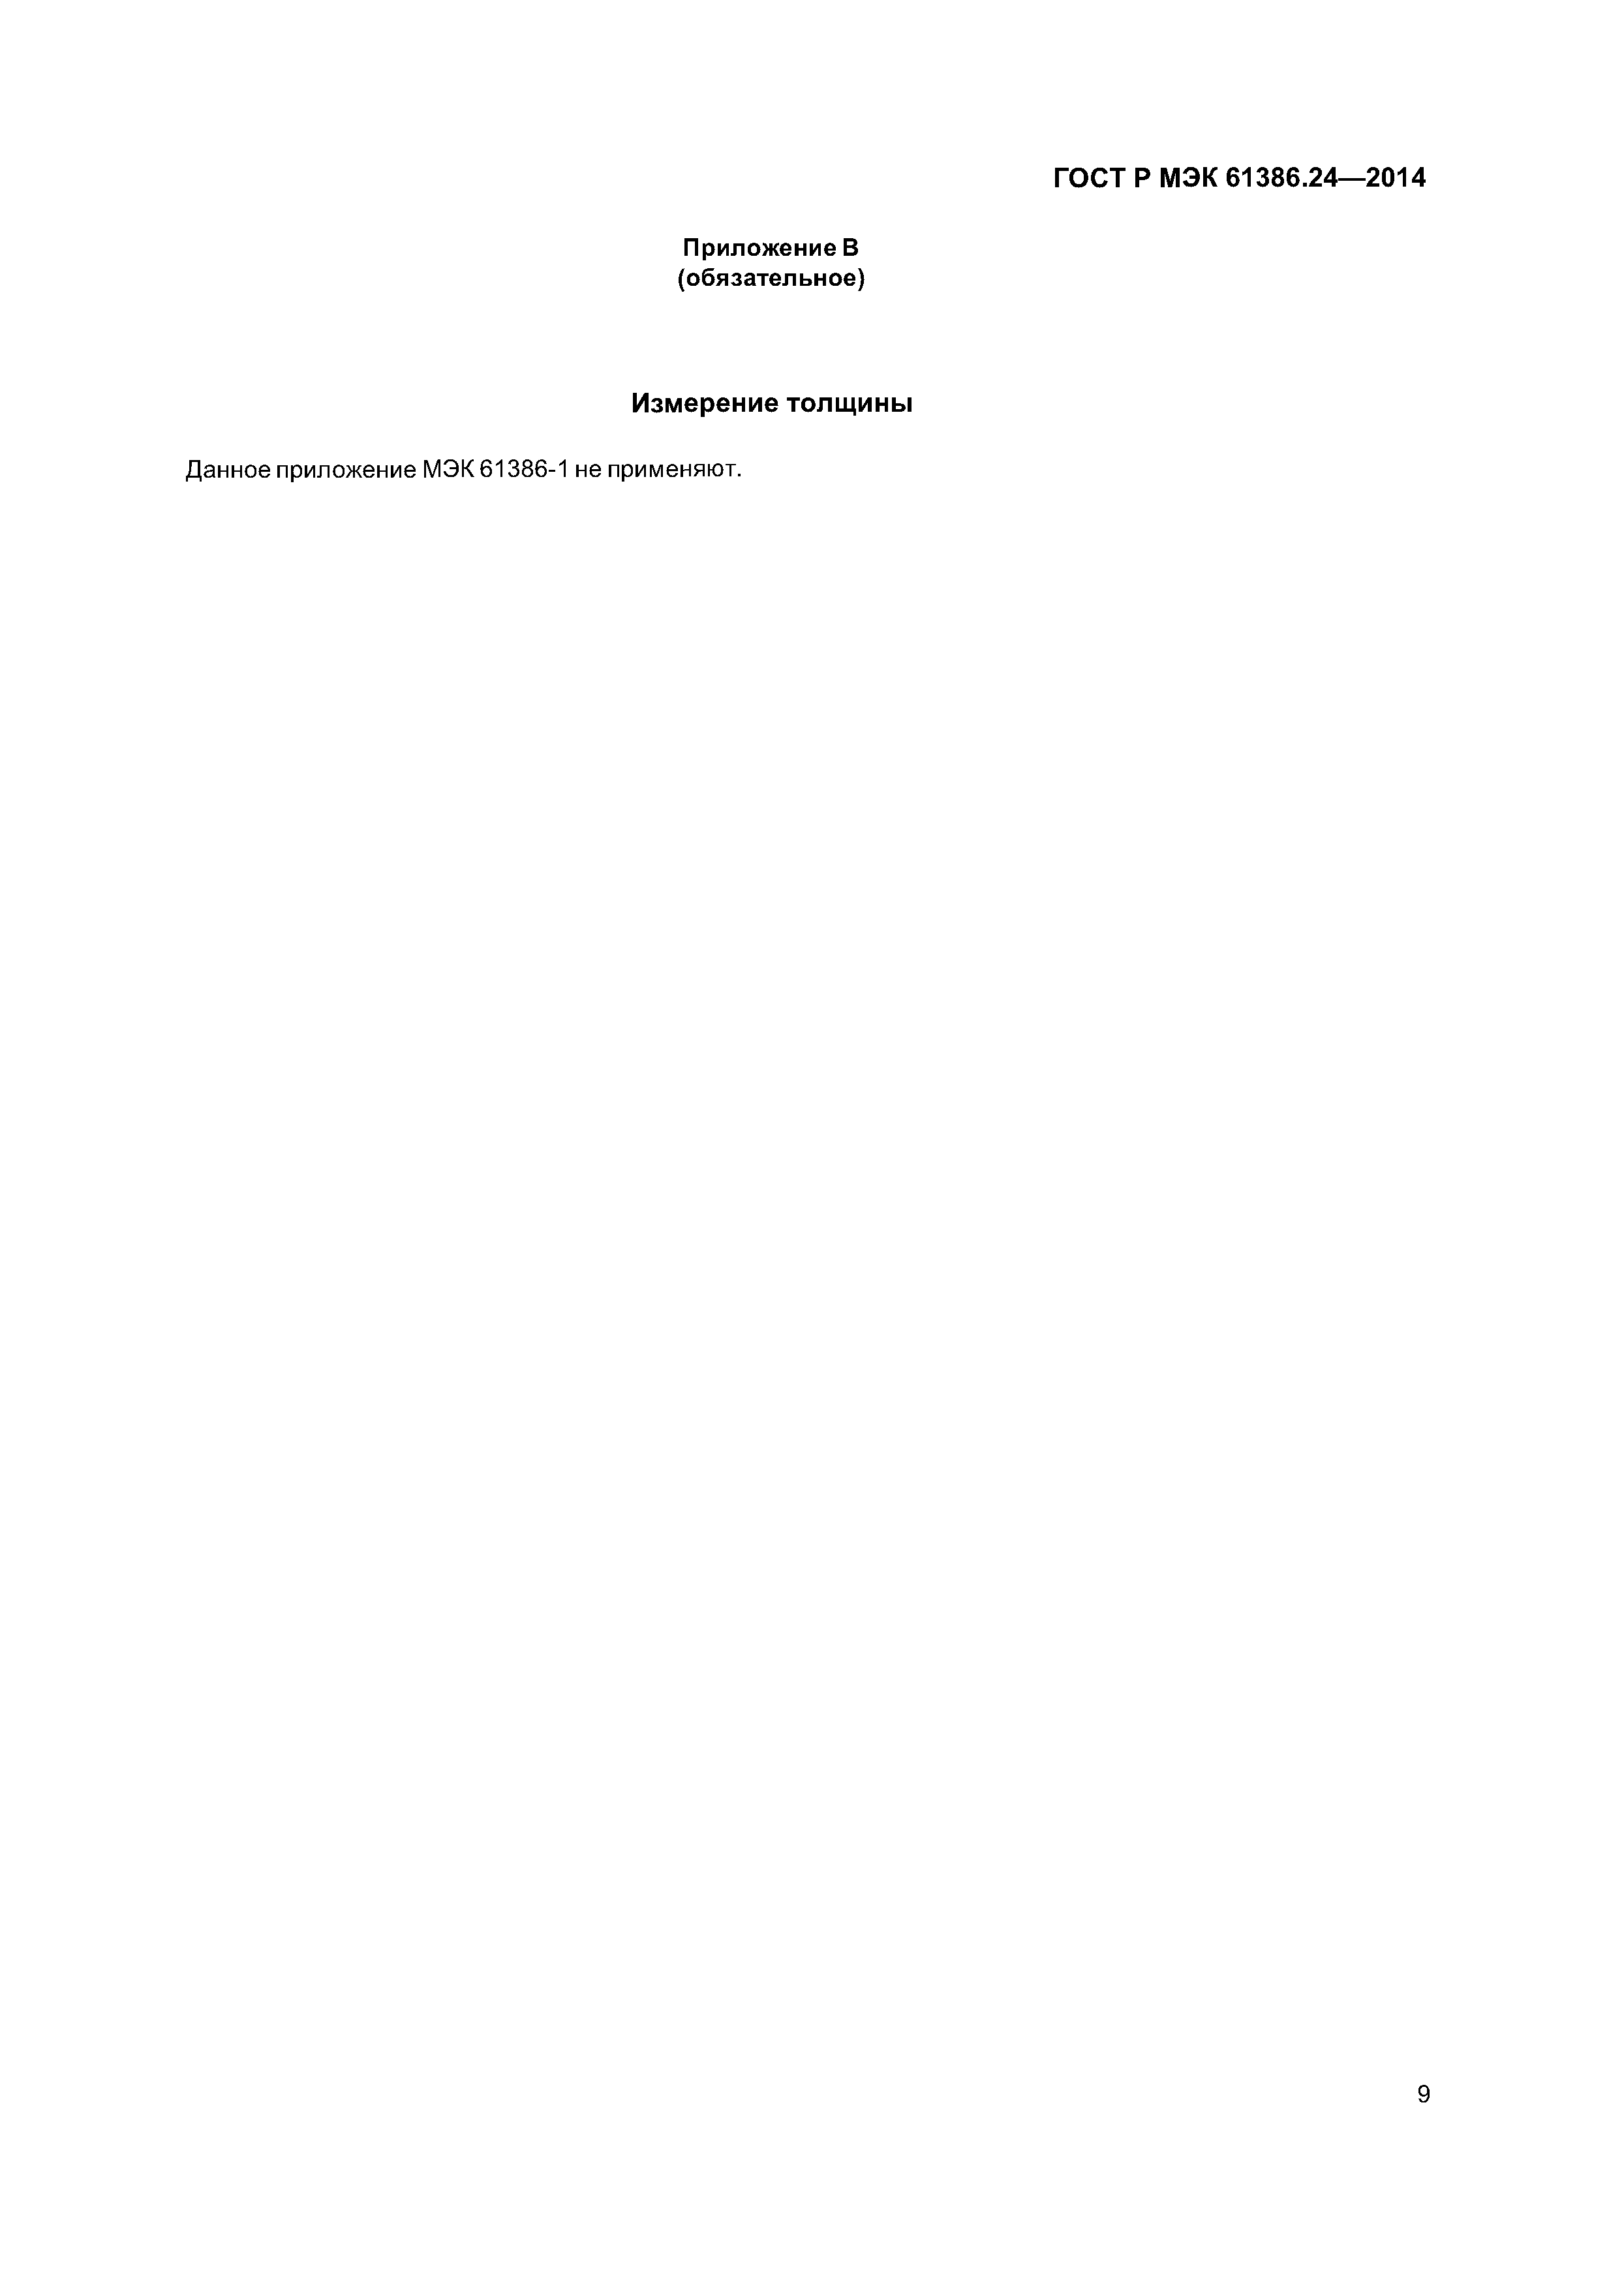 ГОСТ Р МЭК 61386.24—2014
Приложение В
(обязательное)
Измерение толщины
Данное приложение МЭК 61386-1 не применяют.
9